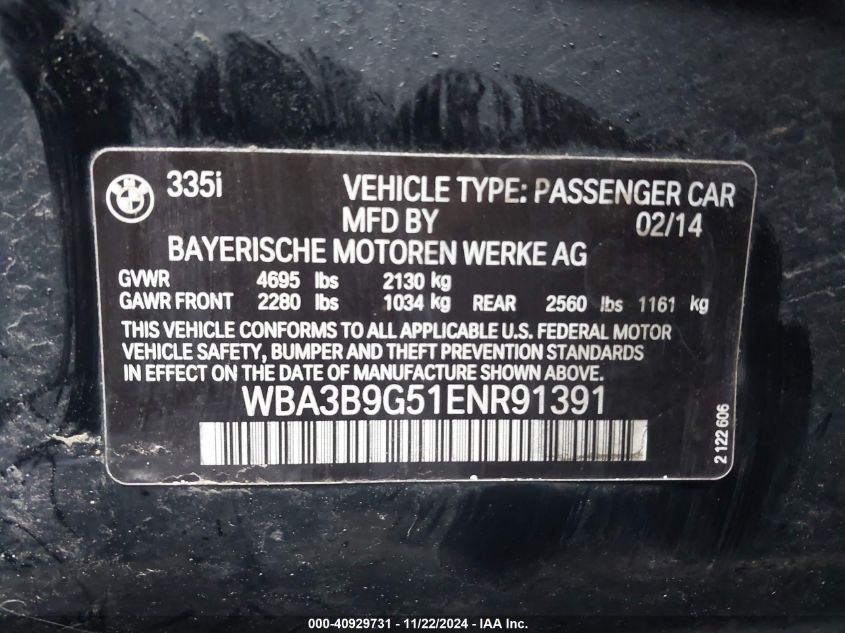 BMW
335i VEHICLE TYPE: PASSENGER CAR
MFD BY 02/14
BAYERISCHE MOTOREN WERKE AG
GVWR 4695 lbs 2130 kg
GAWR FRONT 2280 lbs 1034 kg REAR 2560 lbs 1161 kg
THIS VEHICLE CONFORMS TO ALL APPLICABLE U.S. FEDERAL MOTOR
VEHICLE SAFETY, BUMPER AND THEFT PREVENTION STANDARDS
IN EFFECT ON THE DATE OF MANUFACTURE SHOWN ABOVE.
WBA3B9G51ENR91391
2 122 606
000-40929731 - 11/22/2024 - IAA Inc.